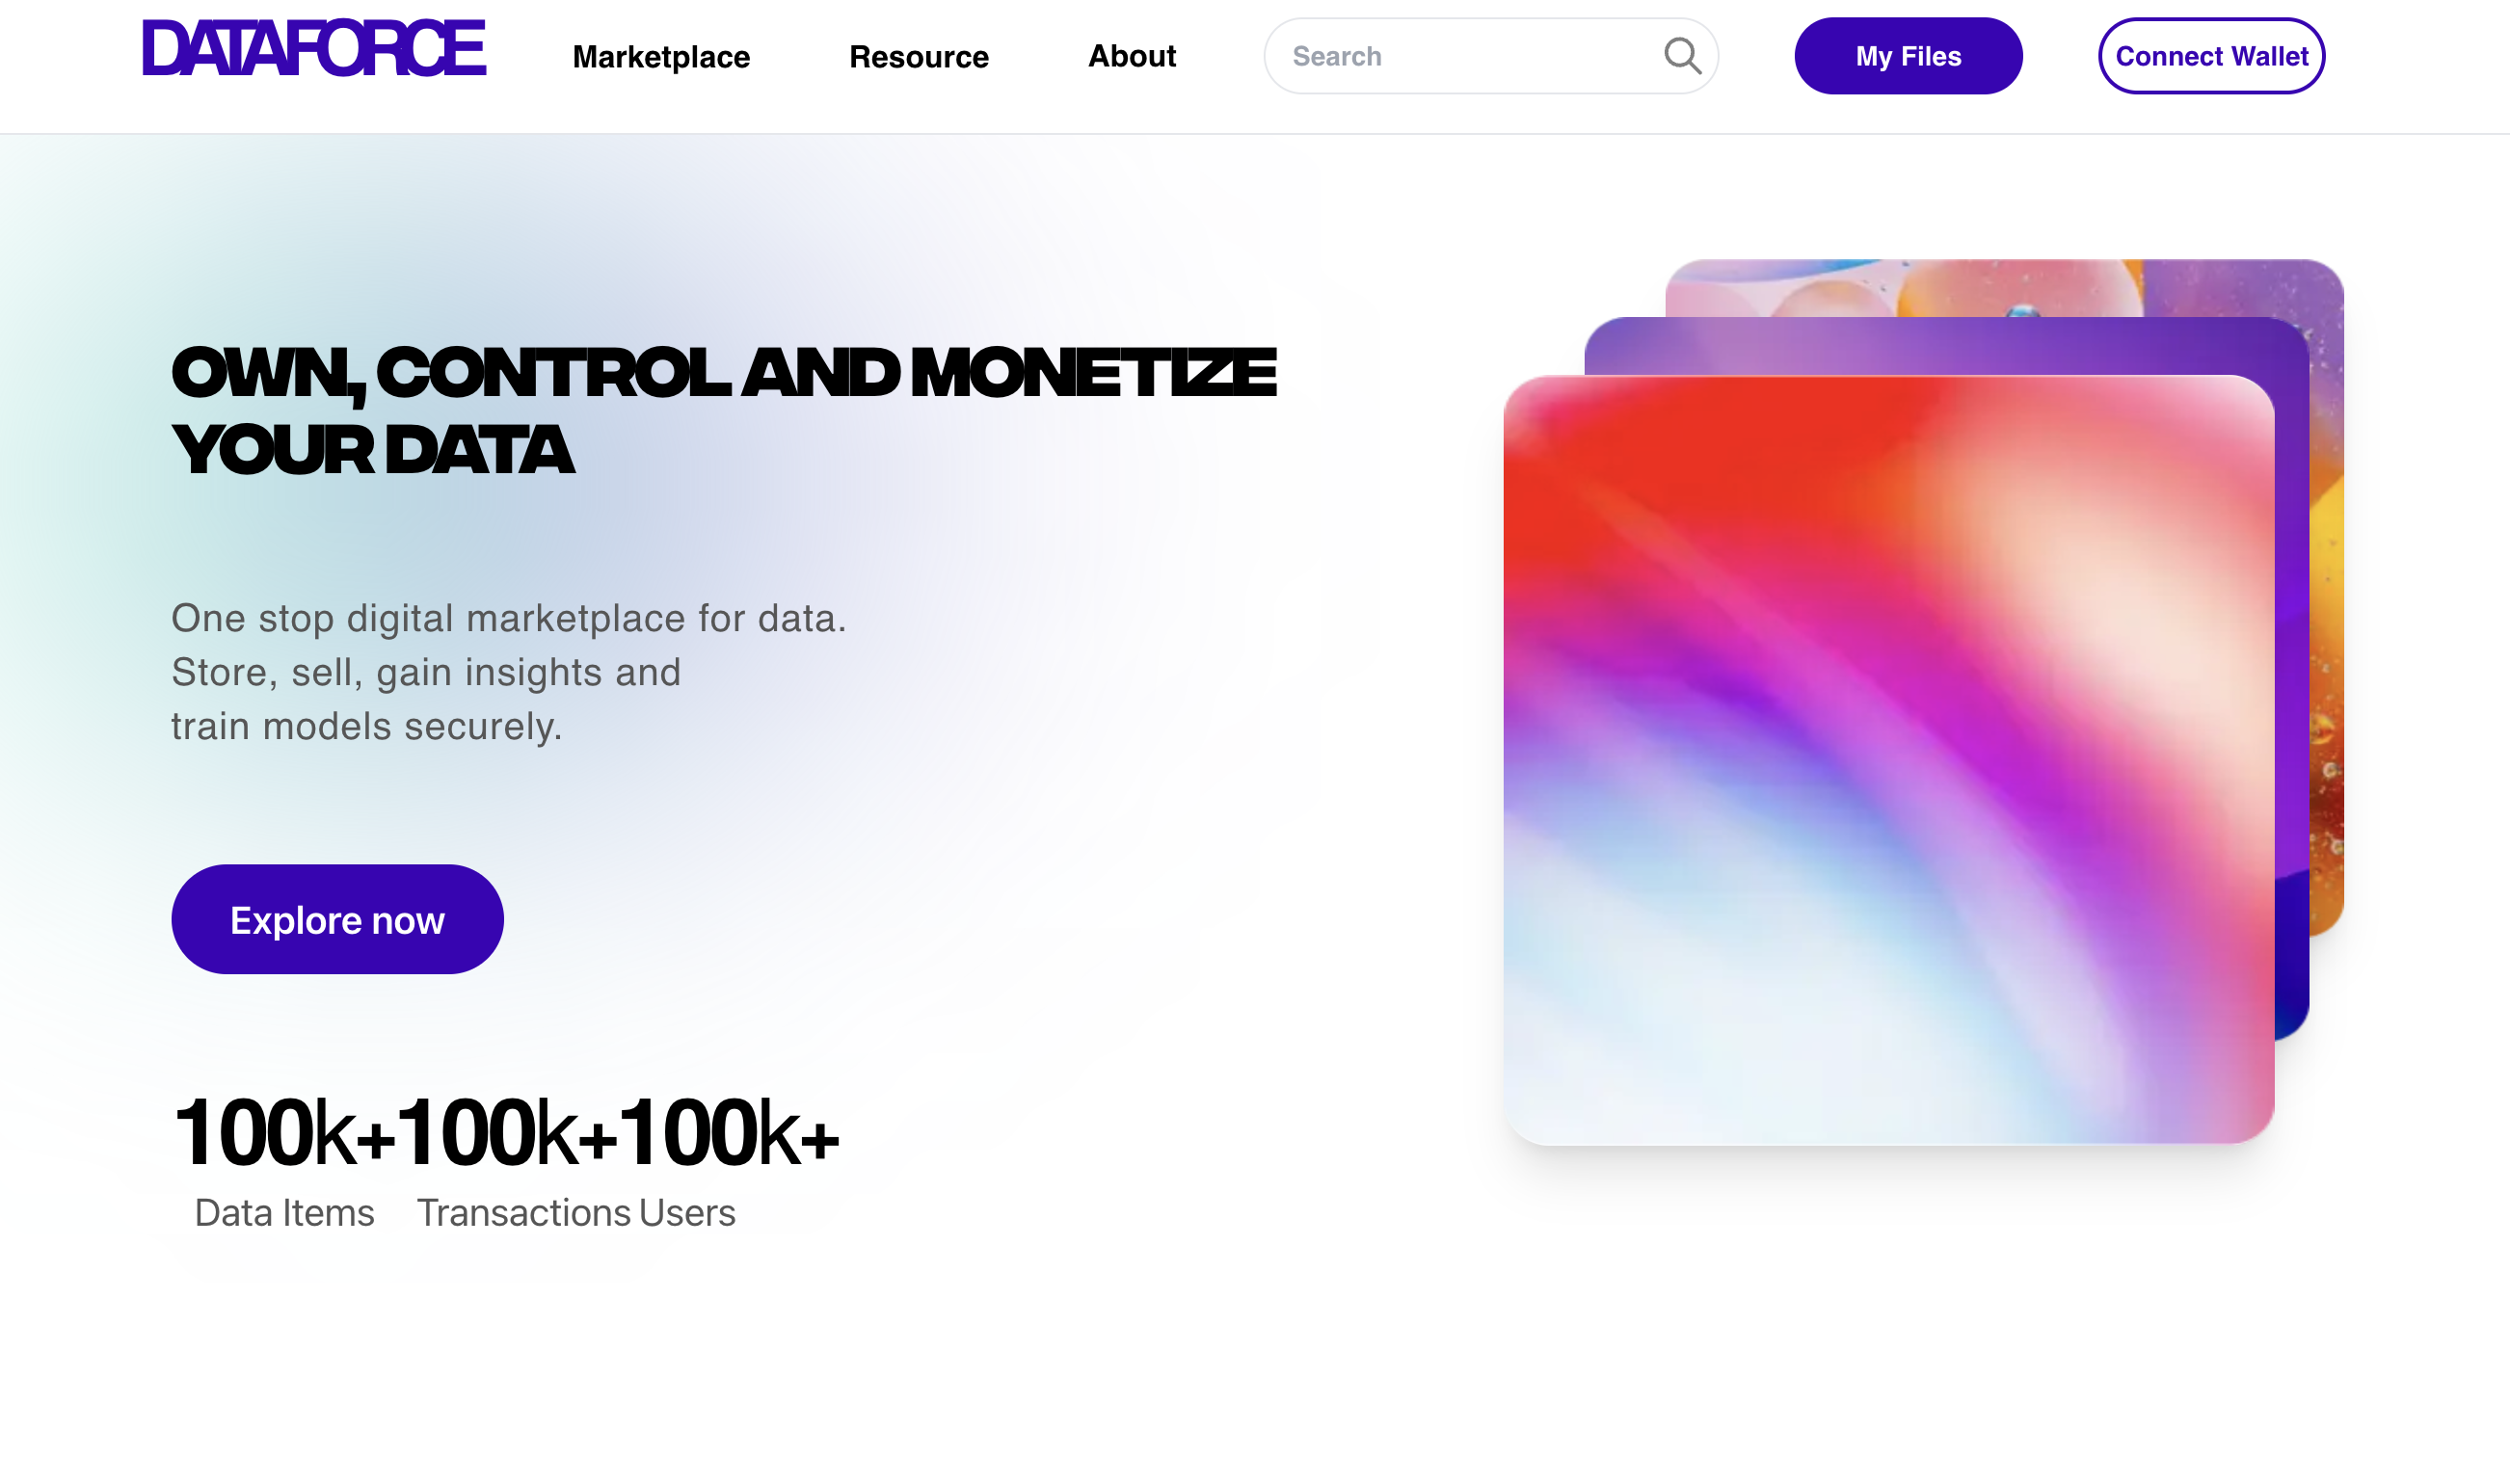 DATAFORCE
Marketplace
Resource
About
Search
My Files
Connect Wallet
OWN, CONTROL AND MONETIZE
YOUR DATA
One stop digital marketplace for data.
Store, sell, gain insights and
train models securely.
Explore now
100k+100k+100k+
Data Items Transactions Users